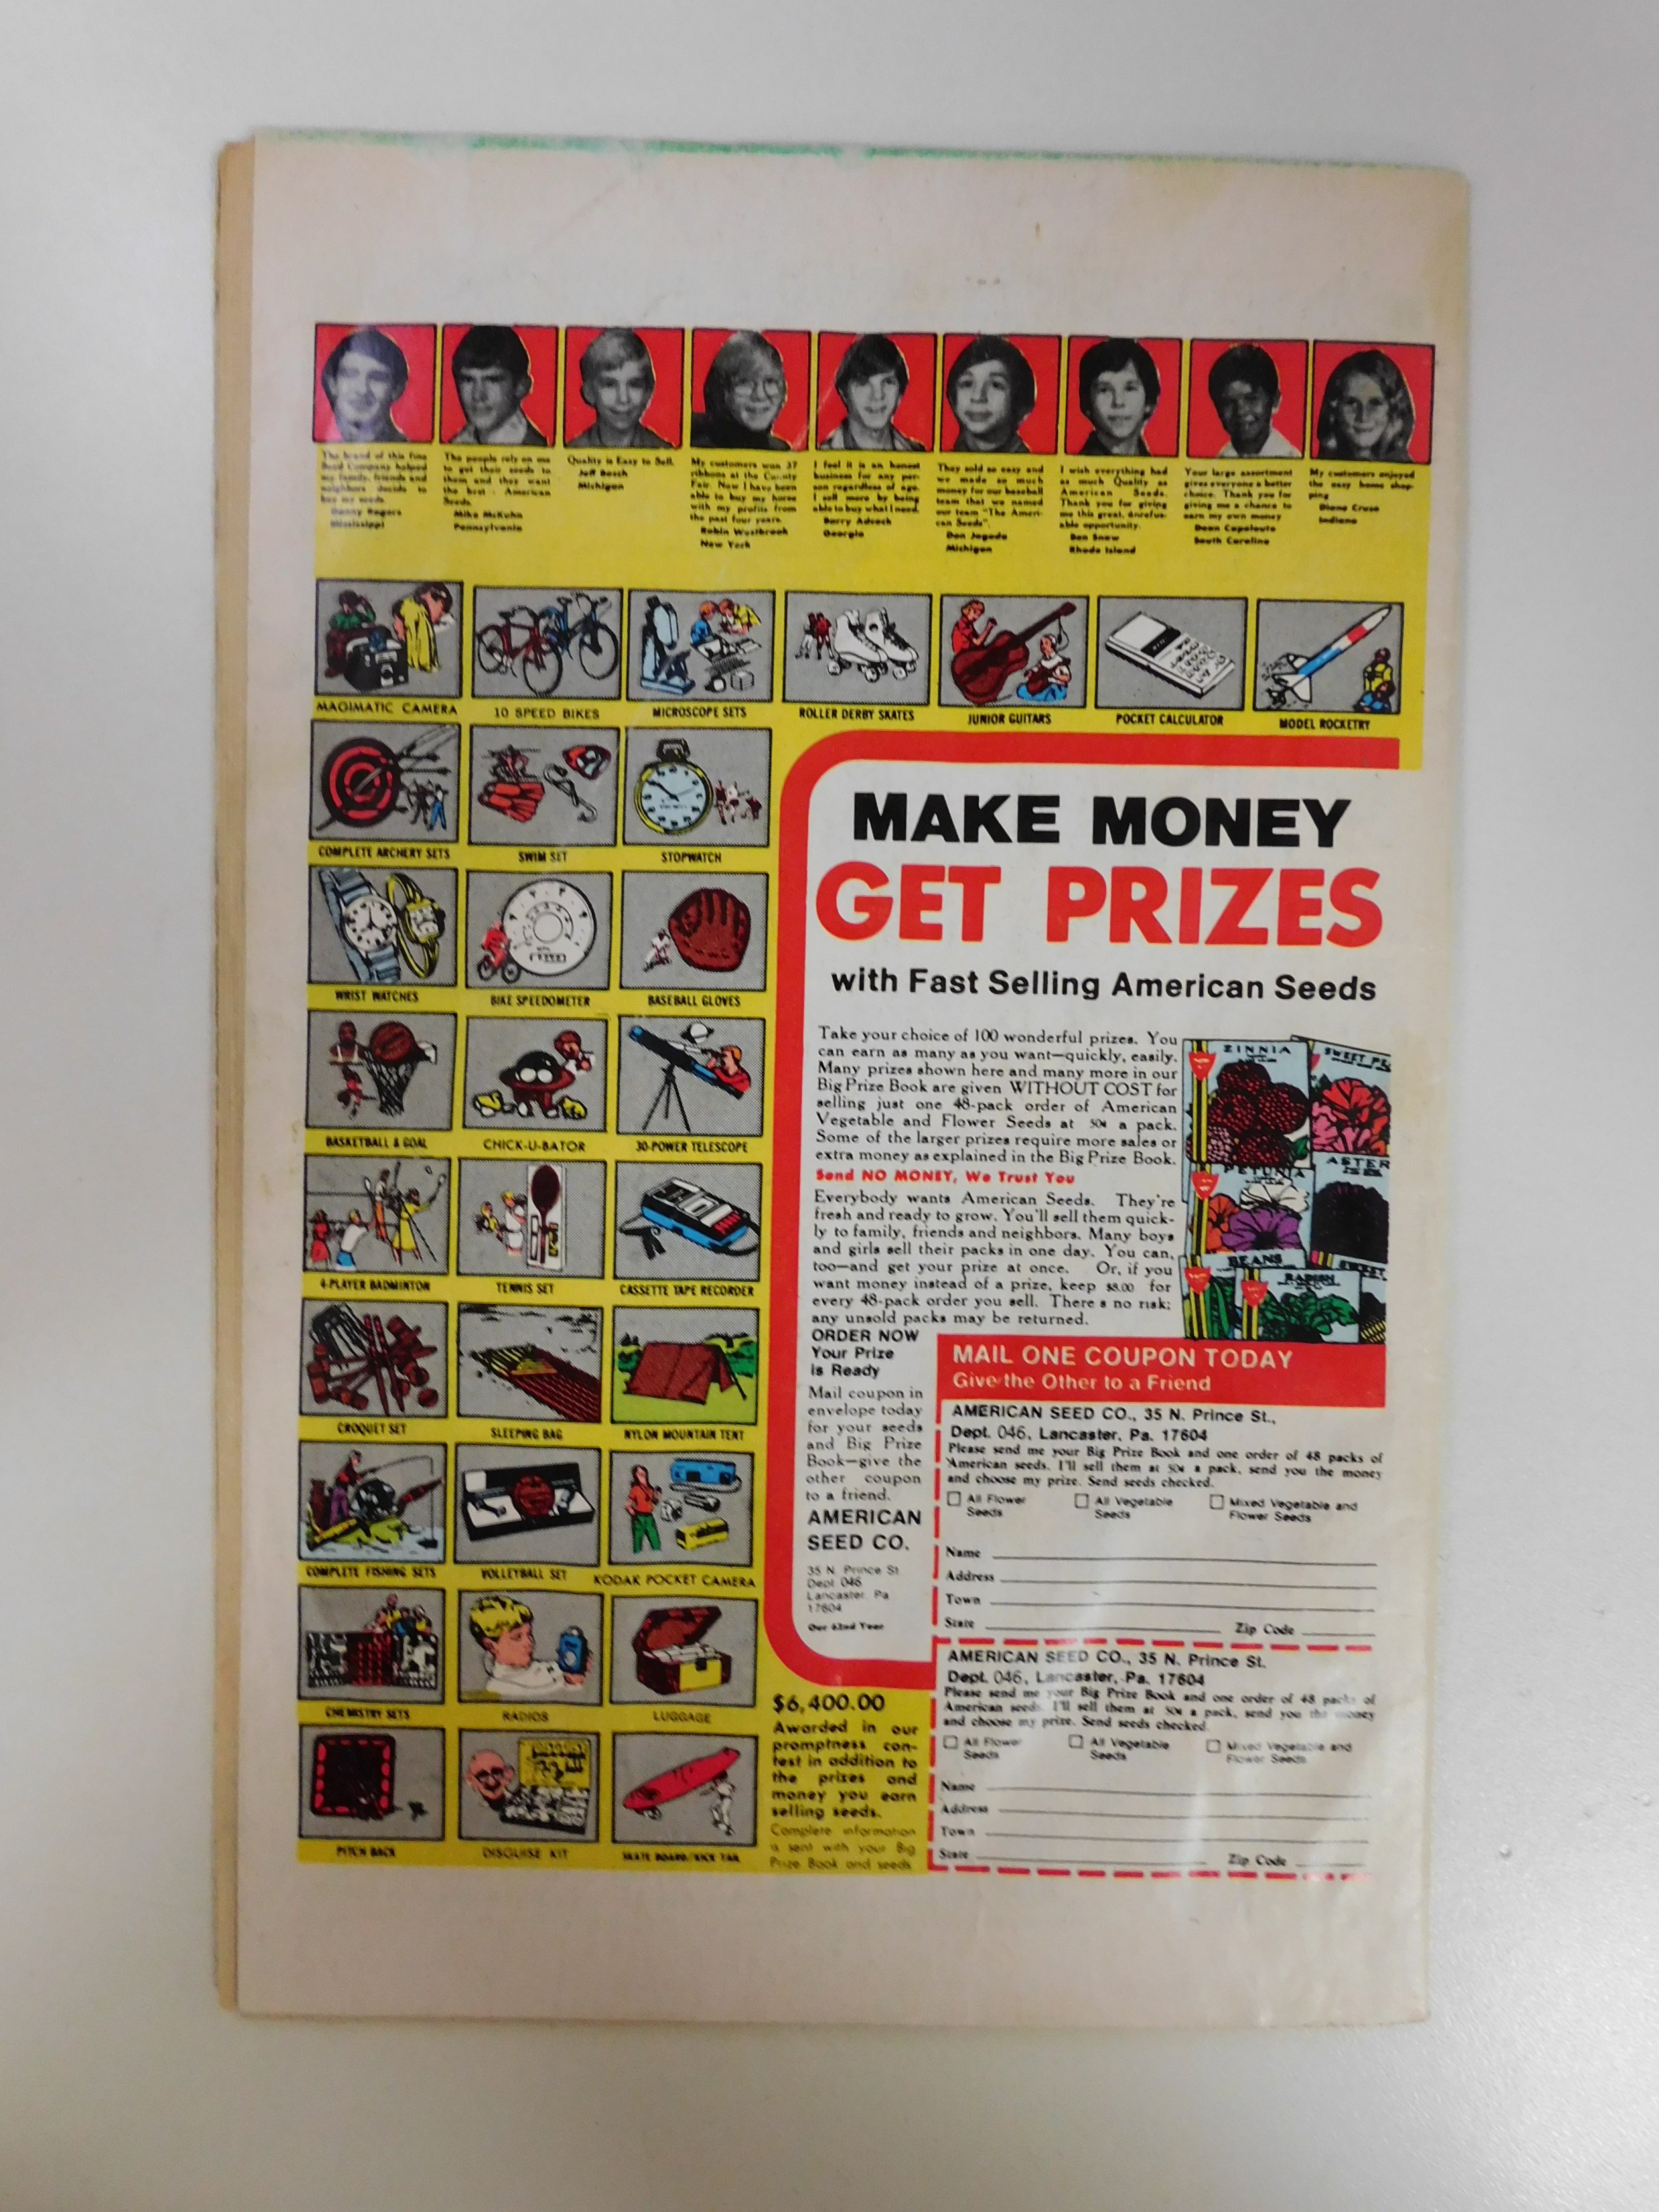 The brand of this fine
Seed Company helped
my family, friends and
neighbors decide to
buy my seeds.
Danny Rogers
Mississippi
The people rely on me
to get their seeds to
them and they want
the best - American
Seeds.
Mike McKuhn
Pennsylvania
Quality is Easy to Sell.
Jeff Bosch
Michigan
My customers won 37
ribbons at the County
Fair. Now I have been
able to buy my horse
with my profits from
the past four years.
Robin Westbrook
New York
I feel it is an honest
business for any per-
son regardless of age.
I sell more by being
able to buy what I need.
Barry Adcock
Georgia
They sold so easy and
we made so much
money for our baseball
team that we named
our team "The Ameri-
can Seeds".
Don Jagoda
Michigan
I wish everything had
as much Quality as
American Seeds.
Thank you for giving
me this great, unrefus-
able opportunity.
Ben Snow
Rhode Island
Your large assortment
gives everyone a better
choice. Thank you for
giving me a chance to
earn my own money
Dean
South Carolina
My customers enjoyed
the easy home shop-
ping
Diane Cruse
Indiana
MAGIMATIC CAMERA
10 SPEED BIKES
MICROSCOPE SETS
ROLLER DERBY SKATES
JUNIOR GUITARS
POCKET CALCULATOR
MODEL ROCKETRY
COMPLETE ARCHERY SETS
SWIM SET
STOPWATCH
WRIST WATCHES
BIKE SPEEDOMETER
BASEBALL GLOVES
BASKETBALL & GOAL
CHICK-U-BATOR
30-POWER TELESCOPE
4-PLAYER BADMINTON
TENNIS SET
CASSETTE TAPE RECORDER
CROQUET SET
SLEEPING BAG
NYLON MOUNTAIN TENT
COMPLETE FISHING SETS
VOLLEYBALL SET
KODAK POCKET CAMERA
CHEMISTRY SETS
RADIOS
LUGGAGE
PITCH BACK
DISGUISE KIT
SKATE BOARD/KICK TAIL
MAKE MONEY
GET PRIZES
with Fast Selling American Seeds
Take your choice of 100 wonderful prizes. You
can earn as many as you want—quickly, easily.
Many prizes shown here and many more in our
Big Prize Book are given WITHOUT COST for
selling just one 48-pack order of American
Vegetable and Flower Seeds at 50¢ a pack.
Some of the larger prizes require more sales or
extra money as explained in the Big Prize Book.
Send NO MONEY, We Trust You
Everybody wants American Seeds. They're
fresh and ready to grow. You'll sell them quick-
ly to family, friends and neighbors. Many boys
and girls sell their packs in one day. You can,
too—and get your prize at once. Or, if you
want money instead of a prize, keep $8.00 for
every 48-pack order you sell. There s no risk;
any unsold packs may be returned.
ZINNIA
SWEET PE
PETUNIA
ASTER
BEANS
RADISH
SWEET
ORDER NOW
Your Prize
is Ready
Mail coupon in
envelope today
for your seeds
and Big Prize
Book—give the
other coupon
to a friend.
AMERICAN
SEED CO.
35 N. Prince St
Dept 046
Lancaster, Pa
17604
Our 62nd Year
$6,400.00
Awarded in our
promptness con-
test in addition to
the prizes and
money you earn
selling seeds.
Complete information
is sent with your Big
Prize Book and seeds
MAIL ONE COUPON TODAY
Give the Other to a Friend
AMERICAN SEED CO., 35 N. Prince St.,
Dept. 046, Lancaster, Pa. 17604
Please send me your Big Prize Book and one order of 48 packs of
American seeds. I'll sell them at 50¢ a pack, send you the money
and choose my prize. Send seeds checked.
All Flower Seeds
All Vegetable Seeds
Mixed Vegetable and Flower Seeds
Name
Address
Town
State Zip Code
AMERICAN SEED CO., 35 N. Prince St.
Dept. 046, Lancaster, Pa. 17604
Please send me your Big Prize Book and one order of 48 packs of
American seeds I'll sell them at 50¢ a pack, send you the money
and choose my prize. Send seeds checked.
All Flower Seeds
All Vegetable Seeds
Mixed Vegetable and Flower Seeds
Name
Address
Town
State Zip Code